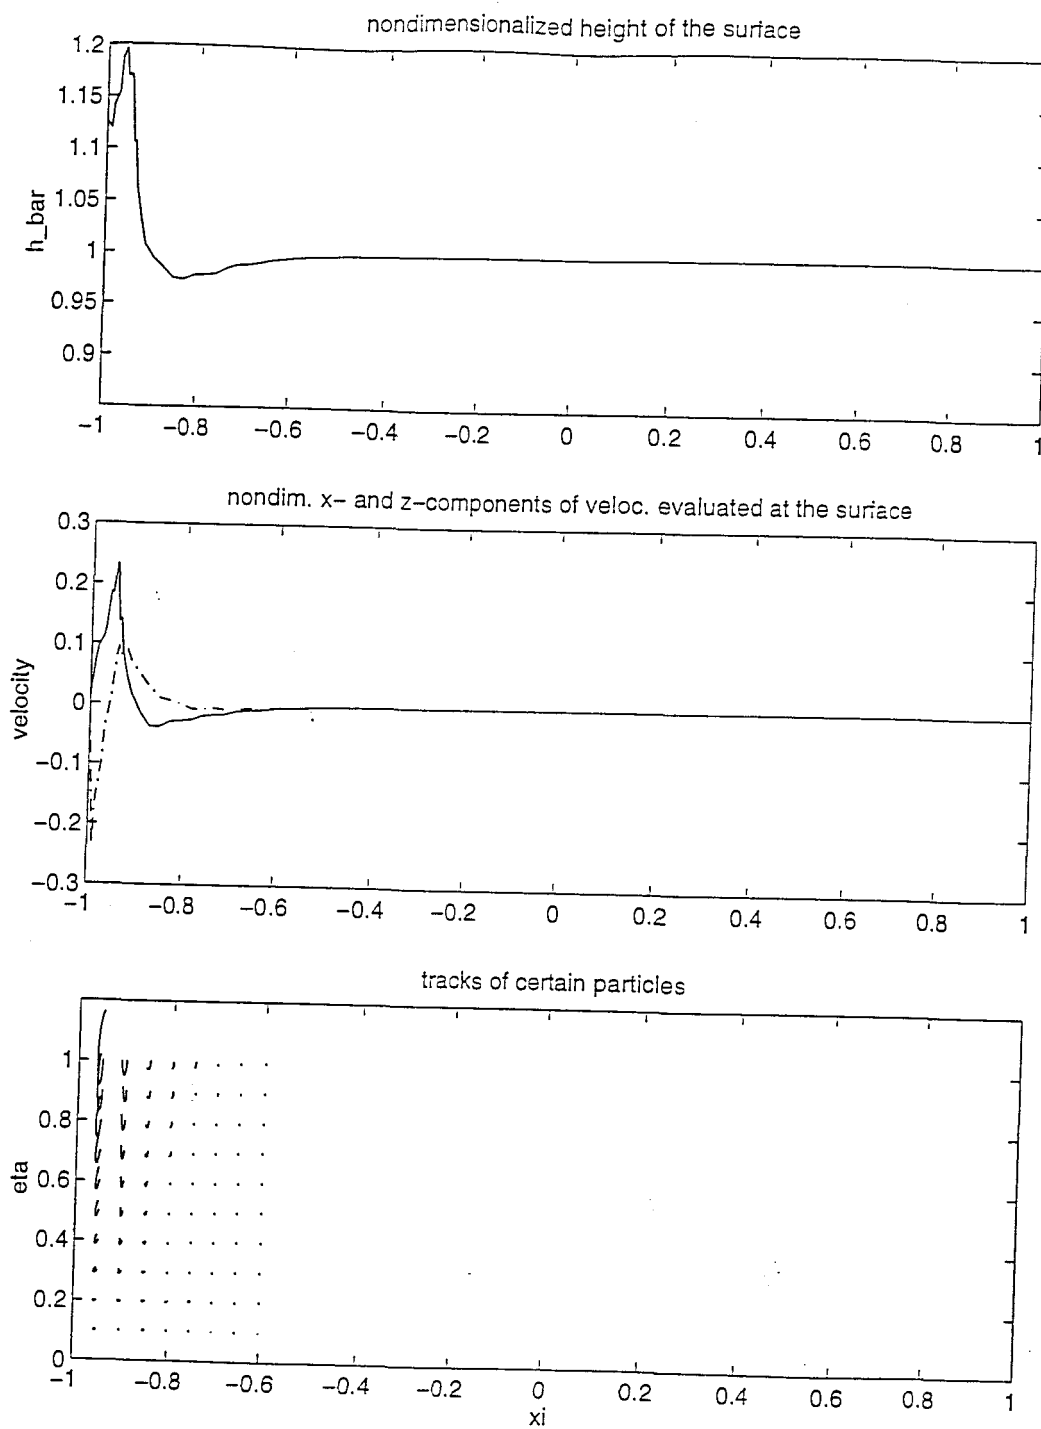 nondimensionalized height of the surface
1.2
1.15
1.1
1.05
1
0.95
0.9
h_bar
-1 -0.8 -0.6 -0.4 -0.2 0 0.2 0.4 0.6 0.8 1
nondim. x- and z-components of veloc. evaluated at the surface
0.3
0.2
0.1
0
-0.1
-0.2
-0.3
velocity
-1 -0.8 -0.6 -0.4 -0.2 0 0.2 0.4 0.6 0.8 1
tracks of certain particles
1
0.8
0.6
0.4
0.2
0
eta
-1 -0.8 -0.6 -0.4 -0.2 0 0.2 0.4 0.6 0.8 1
xi